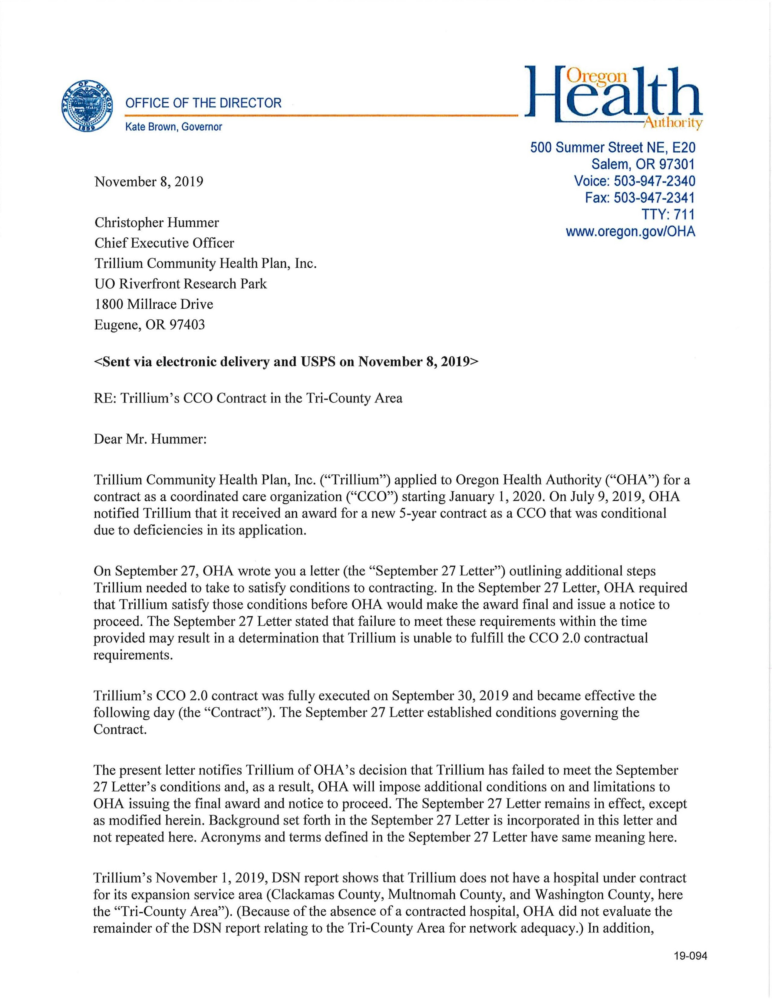 STATE OF OREGON
1859
OFFICE OF THE DIRECTOR
Kate Brown, Governor
Oregon
Health
Authority
500 Summer Street NE, E20
Salem, OR 97301
Voice: 503-947-2340
Fax: 503-947-2341
TTY: 711
www.oregon.gov/OHA
November 8, 2019
Christopher Hummer
Chief Executive Officer
Trillium Community Health Plan, Inc.
UO Riverfront Research Park
1800 Millrace Drive
Eugene, OR 97403
<Sent via electronic delivery and USPS on November 8, 2019>
RE: Trillium's CCO Contract in the Tri-County Area
Dear Mr. Hummer:
Trillium Community Health Plan, Inc. (“Trillium”) applied to Oregon Health Authority (“OHA”) for a
contract as a coordinated care organization (“CCO”) starting January 1, 2020. On July 9, 2019, OHA
notified Trillium that it received an award for a new 5-year contract as a CCO that was conditional
due to deficiencies in its application.
On September 27, OHA wrote you a letter (the “September 27 Letter”) outlining additional steps
Trillium needed to take to satisfy conditions to contracting. In the September 27 Letter, OHA required
that Trillium satisfy those conditions before OHA would make the award final and issue a notice to
proceed. The September 27 Letter stated that failure to meet these requirements within the time
provided may result in a determination that Trillium is unable to fulfill the CCO 2.0 contractual
requirements.
Trillium's CCO 2.0 contract was fully executed on September 30, 2019 and became effective the
following day (the “Contract”). The September 27 Letter established conditions governing the
Contract.
The present letter notifies Trillium of OHA's decision that Trillium has failed to meet the September
27 Letter's conditions and, as a result, OHA will impose additional conditions on and limitations to
OHA issuing the final award and notice to proceed. The September 27 Letter remains in effect, except
as modified herein. Background set forth in the September 27 Letter is incorporated in this letter and
not repeated here. Acronyms and terms defined in the September 27 Letter have same meaning here.
Trillium's November 1, 2019, DSN report shows that Trillium does not have a hospital under contract
for its expansion service area (Clackamas County, Multnomah County, and Washington County, here
the “Tri-County Area”). (Because of the absence of a contracted hospital, OHA did not evaluate the
remainder of the DSN report relating to the Tri-County Area for network adequacy.) In addition,
19-094